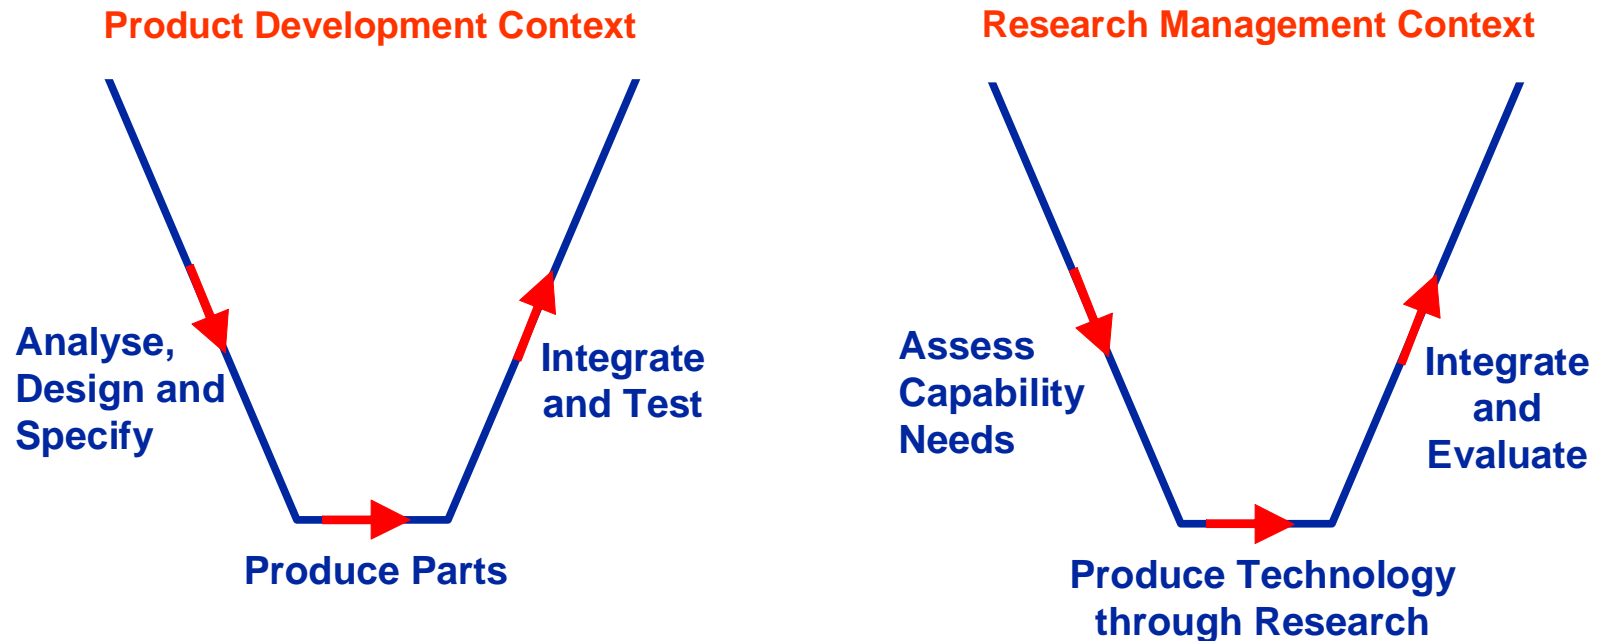 Product Development Context
Analyse,
Design and
Specify
Integrate
and Test
Produce Parts
Research Management Context
Assess
Capability
Needs
Integrate
and
Evaluate
Produce Technology
through Research